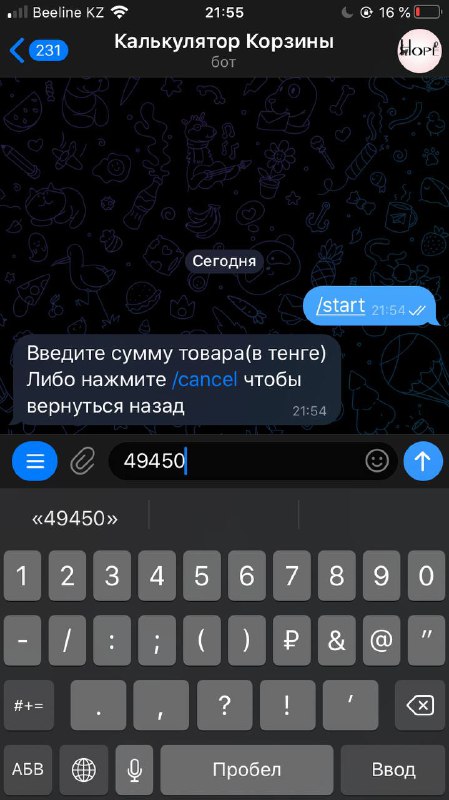 Beeline KZ 21:55 16 %
231 Калькулятор Корзины
бот
Hope
Сегодня
/start 21:54
Введите сумму товара(в тенге)
Либо нажмите /cancel чтобы
вернуться назад 21:54
49450
«49450»
1 2 3 4 5 6 7 8 9 0
- / : ; ( ) ₽ & @ "
#+= . , ? ! '
АБВ Пробел Ввод